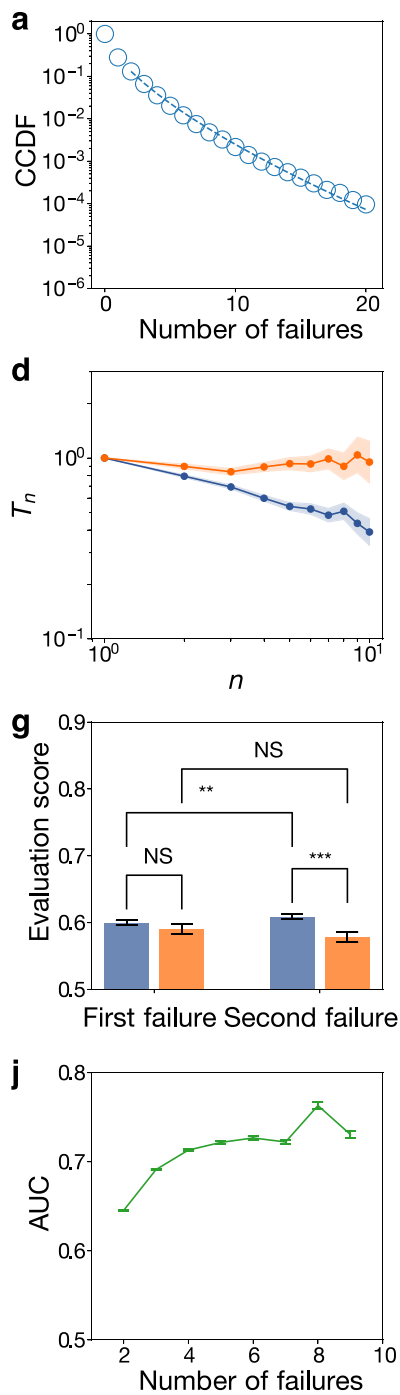 a
10^0
10^-1
10^-2
10^-3
10^-4
10^-5
10^-6
CCDF
0 10 20
Number of failures
d
10^0
10^-1
T_n
10^0 10^1
n
g
0.9
0.8
0.7
0.6
0.5
Evaluation score
NS
**
NS
***
First failure Second failure
j
0.8
0.7
0.6
0.5
AUC
2 4 6 8 10
Number of failures